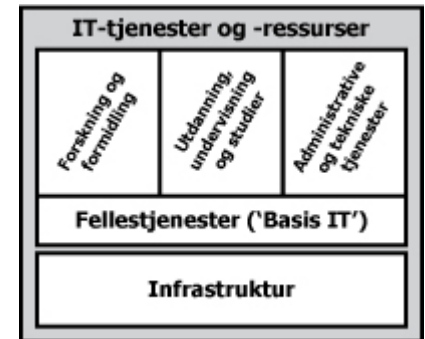 IT-tjenester og -ressurser
Forskning og
formidling
Utdanning,
undervisning
og studier
Administrative
og tekniske
tjenester
Fellestjenester (‘Basis IT’)
Infrastruktur